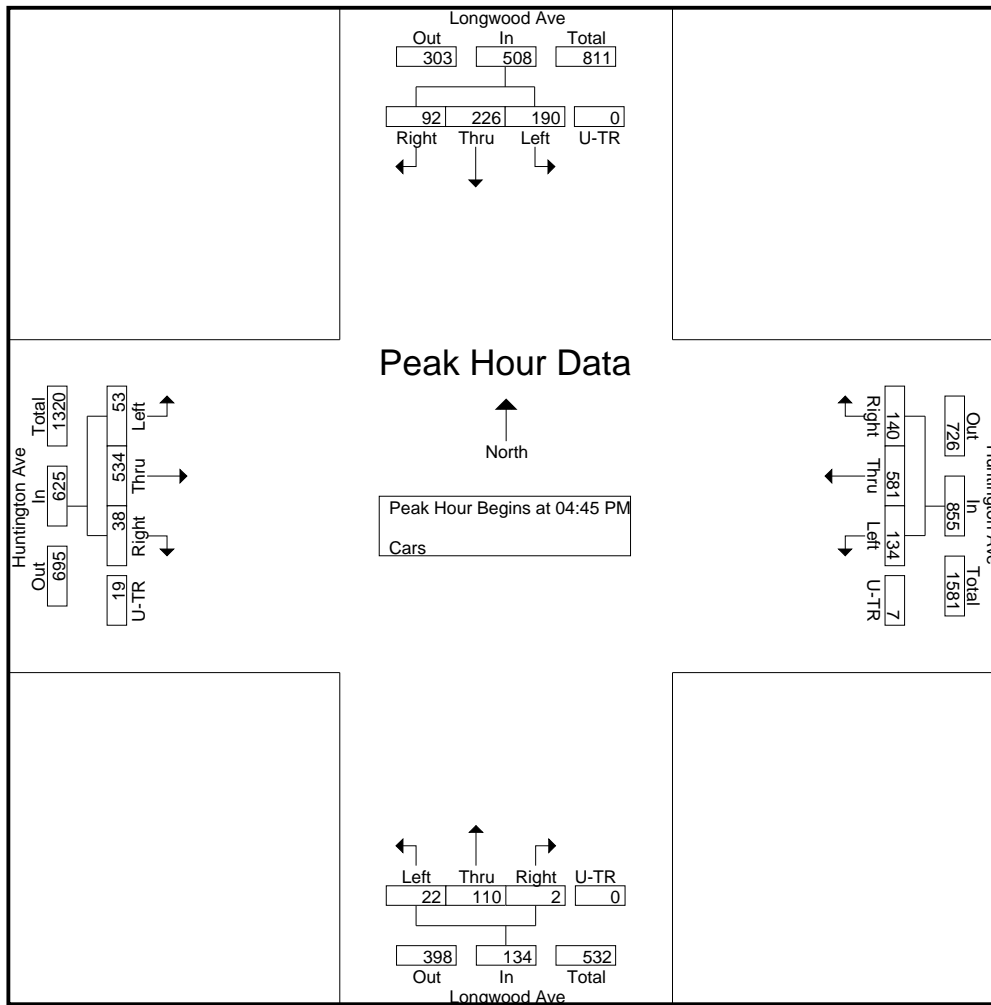 Longwood Ave
Out In Total
303 508 811
92 226 190 0
Right Thru Left U-TR
Peak Hour Data
North
Peak Hour Begins at 04:45 PM
Cars
Huntington Ave
Total In Out
1320 625 695
53 534 38 19
Left Thru Right U-TR
Huntington Ave
Out In Total
726 855 1581
140 581 134 7
Right Thru Left U-TR
Left Thru Right U-TR
22 110 2 0
398 134 532
Out In Total
Longwood Ave